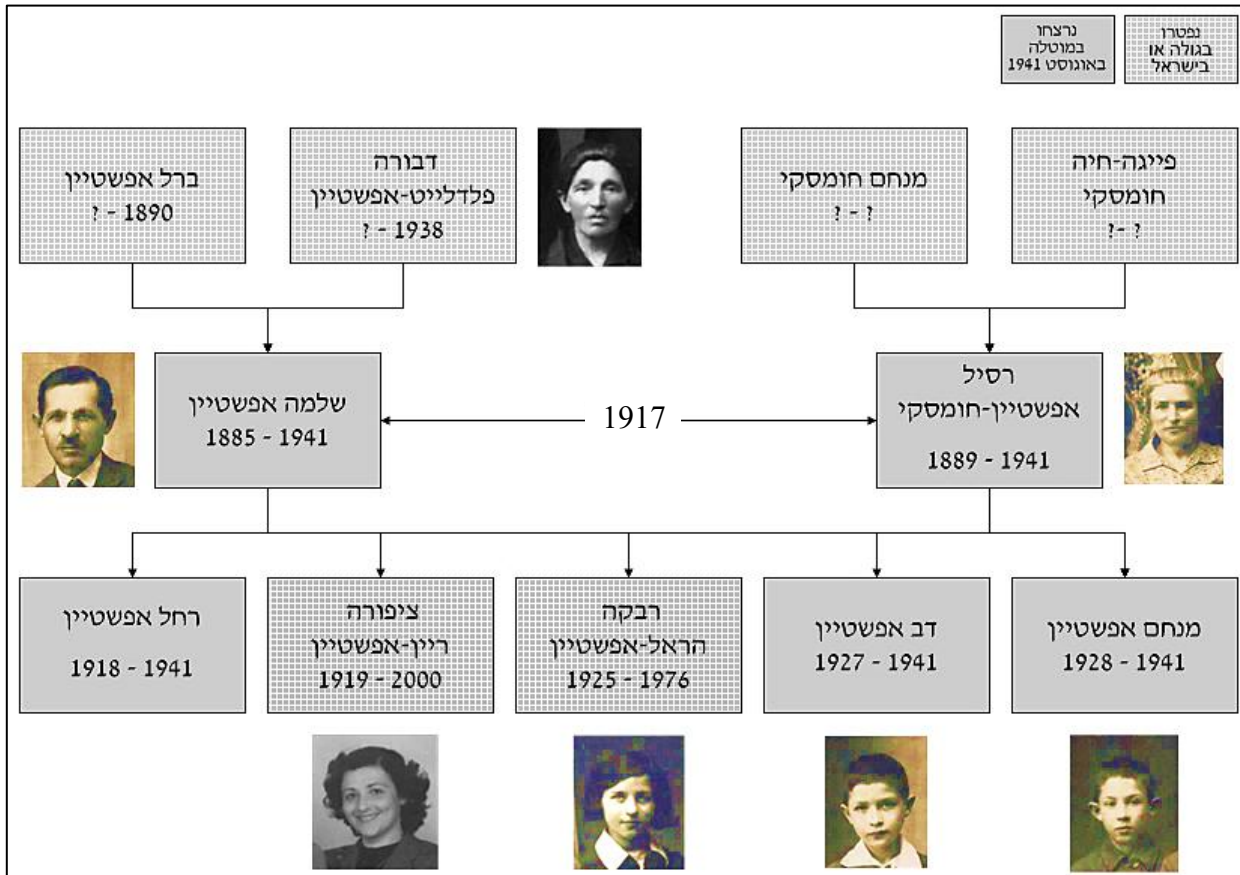 נרצחו
במוטלה
באוגוסט 1941
נפטרו
בגולה או
בישראל
ברל אפשטיין
? - 1890
דבורה
פלדלייט-אפשטיין
? - 1938
מנחם חומסקי
? - ?
פייגה-חיה
חומסקי
?- ?
שלמה אפשטיין
1885 - 1941
1917
רסיל
אפשטיין-חומסקי
1889 - 1941
רחל אפשטיין
1918 - 1941
ציפורה
ריין-אפשטיין
1919 - 2000
רבקה
הראל-אפשטיין
1925 - 1976
דב אפשטיין
1927 - 1941
מנחם אפשטיין
1928 - 1941